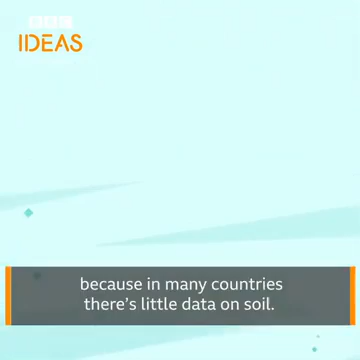 BBC
IDEAS
because in many countries
there's little data on soil.